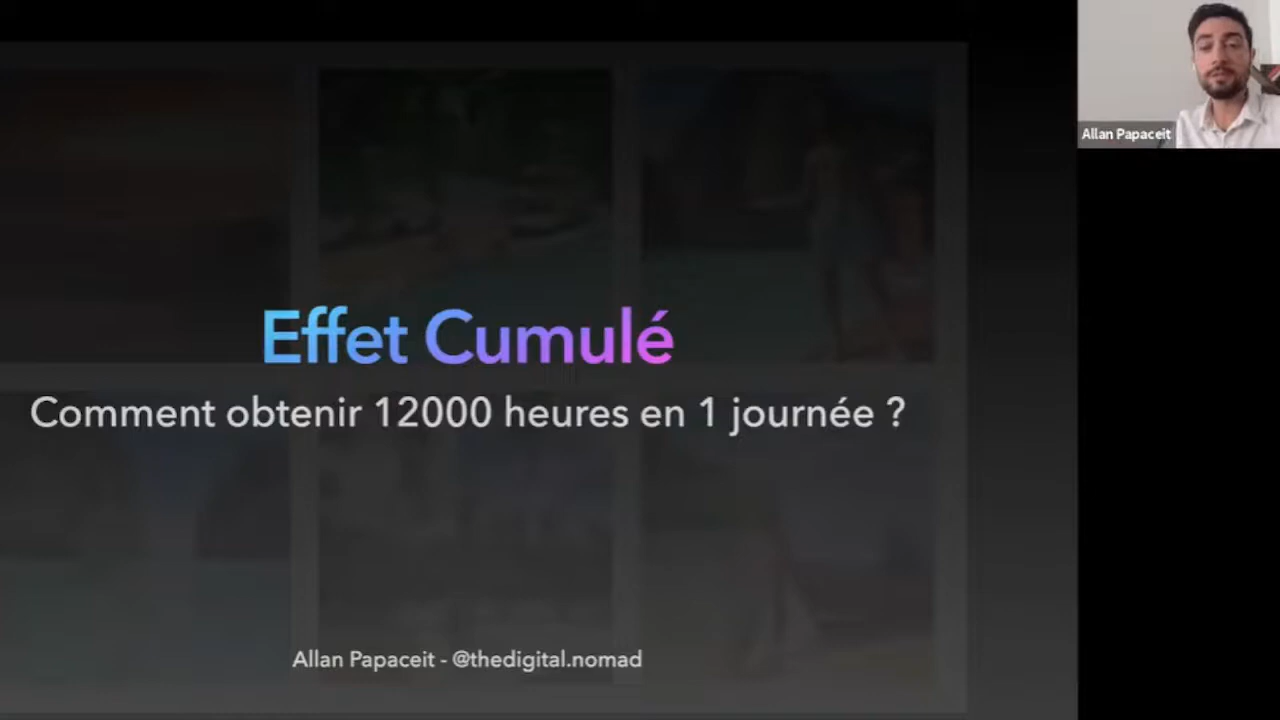 Allan Papaceit
Effet Cumulé
Comment obtenir 12000 heures en 1 journée ?
Allan Papaceit - @thedigital.nomad